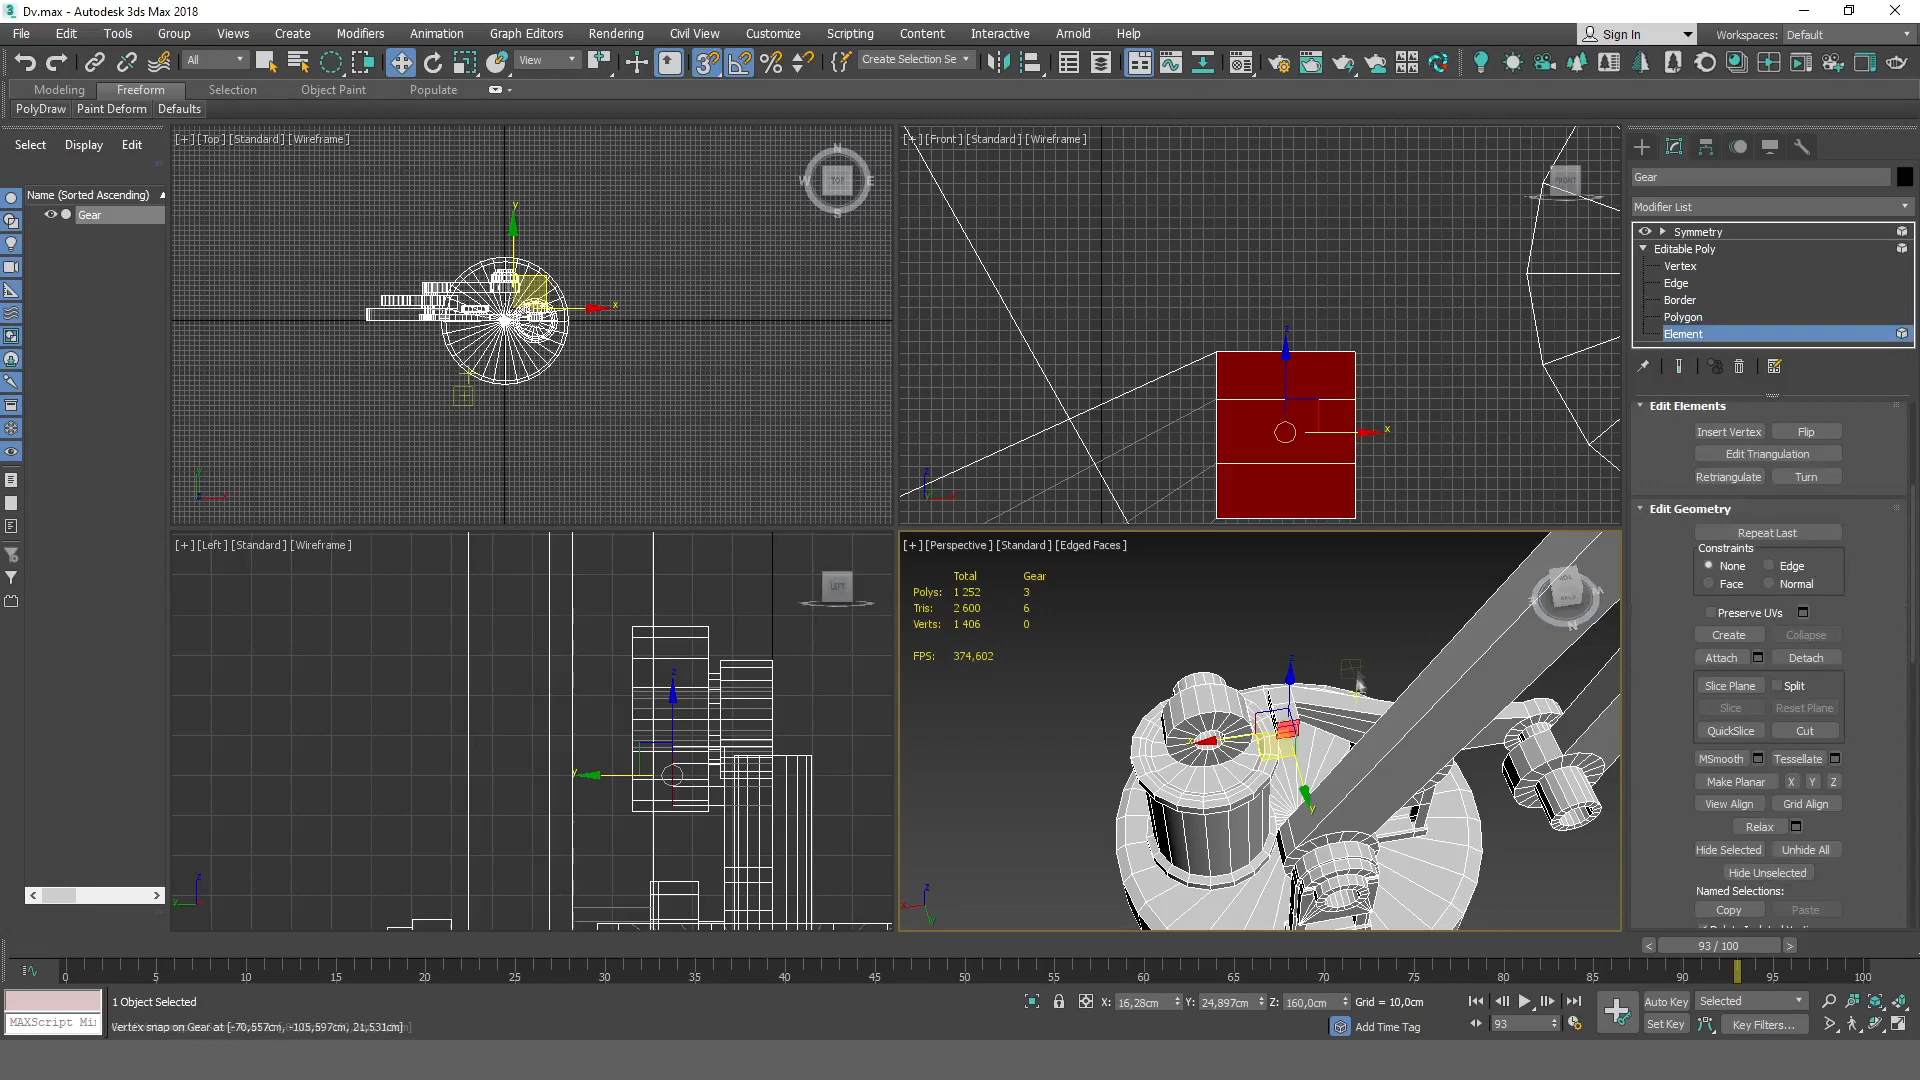 Dv.max - Autodesk 3ds Max 2018
File Edit Tools Group Views Create Modifiers Animation Graph Editors Rendering Civil View Customize Scripting Content Interactive Arnold Help
Sign In Workspaces: Default
All View Create Selection Se
Modeling Freeform Selection Object Paint Populate
PolyDraw Paint Deform Defaults
Select Display Edit
Name (Sorted Ascending)
Gear
[+] [Top] [Standard] [Wireframe]
[+] [Front] [Standard] [Wireframe]
TOP
FRONT
[+] [Left] [Standard] [Wireframe]
LEFT
[+] [Perspective] [Standard] [Edged Faces]
Total Gear
Polys: 1 252 3
Tris: 2 600 6
Verts: 1 406 0
FPS: 374,602
Gear
Modifier List
Symmetry
Editable Poly
Vertex
Edge
Border
Polygon
Element
Edit Elements
Insert Vertex Flip
Edit Triangulation
Retriangulate Turn
Edit Geometry
Repeat Last
Constraints
None Edge
Face Normal
Preserve UVs
Create Collapse
Attach Detach
Slice Plane Split
Slice Reset Plane
QuickSlice Cut
MSmooth Tessellate
Make Planar X Y Z
View Align Grid Align
Relax
Hide Selected Unhide All
Hide Unselected
Named Selections:
Copy Paste
< 93 / 100 >
0 5 10 15 20 25 30 35 40 45 50 55 60 65 70 75 80 85 90 95 100
1 Object Selected
X: 16,28cm Y: 24,897cm Z: 160,0cm Grid = 10,0cm
Auto Key Selected
MAXScript Mi
Vertex snap on Gear at [-70,557cm, -105,597cm, 21,531cm]
Add Time Tag
93
Set Key Key Filters...